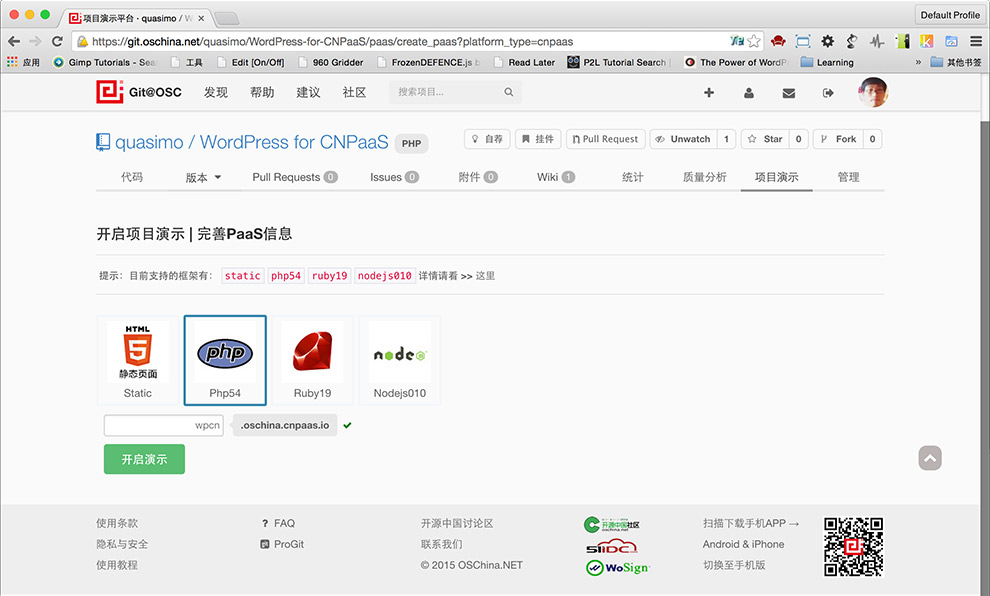 项目演示平台 · quasimo / W
Default Profile
https://git.oschina.net/quasimo/WordPress-for-CNPaaS/paas/create_paas?platform_type=cnpaas
应用 Gimp Tutorials - Sea 工具 Edit [On/Off] 960 Gridder FrozenDEFENCE.js b Read Later P2L Tutorial Search The Power of WordP Learning » 其他书签
Git@OSC 发现 帮助 建议 社区 搜索项目...
quasimo / WordPress for CNPaaS PHP 自荐 挂件 Pull Request Unwatch 1 Star 0 Fork 0
代码 版本 Pull Requests 0 Issues 0 附件 0 Wiki 1 统计 质量分析 项目演示 管理
开启项目演示 | 完善PaaS信息
提示：目前支持的框架有： static php54 ruby19 nodejs010 详情请看 >> 这里
HTML
5
静态页面
php
node
Static Php54 Ruby19 Nodejs010
wpcn .oschina.cnpaas.io
开启演示
使用条款 ? FAQ 开源中国讨论区 开源中国社区 扫描下载手机APP →
oschina.net
隐私与安全 ProGit 联系我们 SIIDC Android & iPhone
使用教程 © 2015 OSChina.NET WoSign 切换至手机版